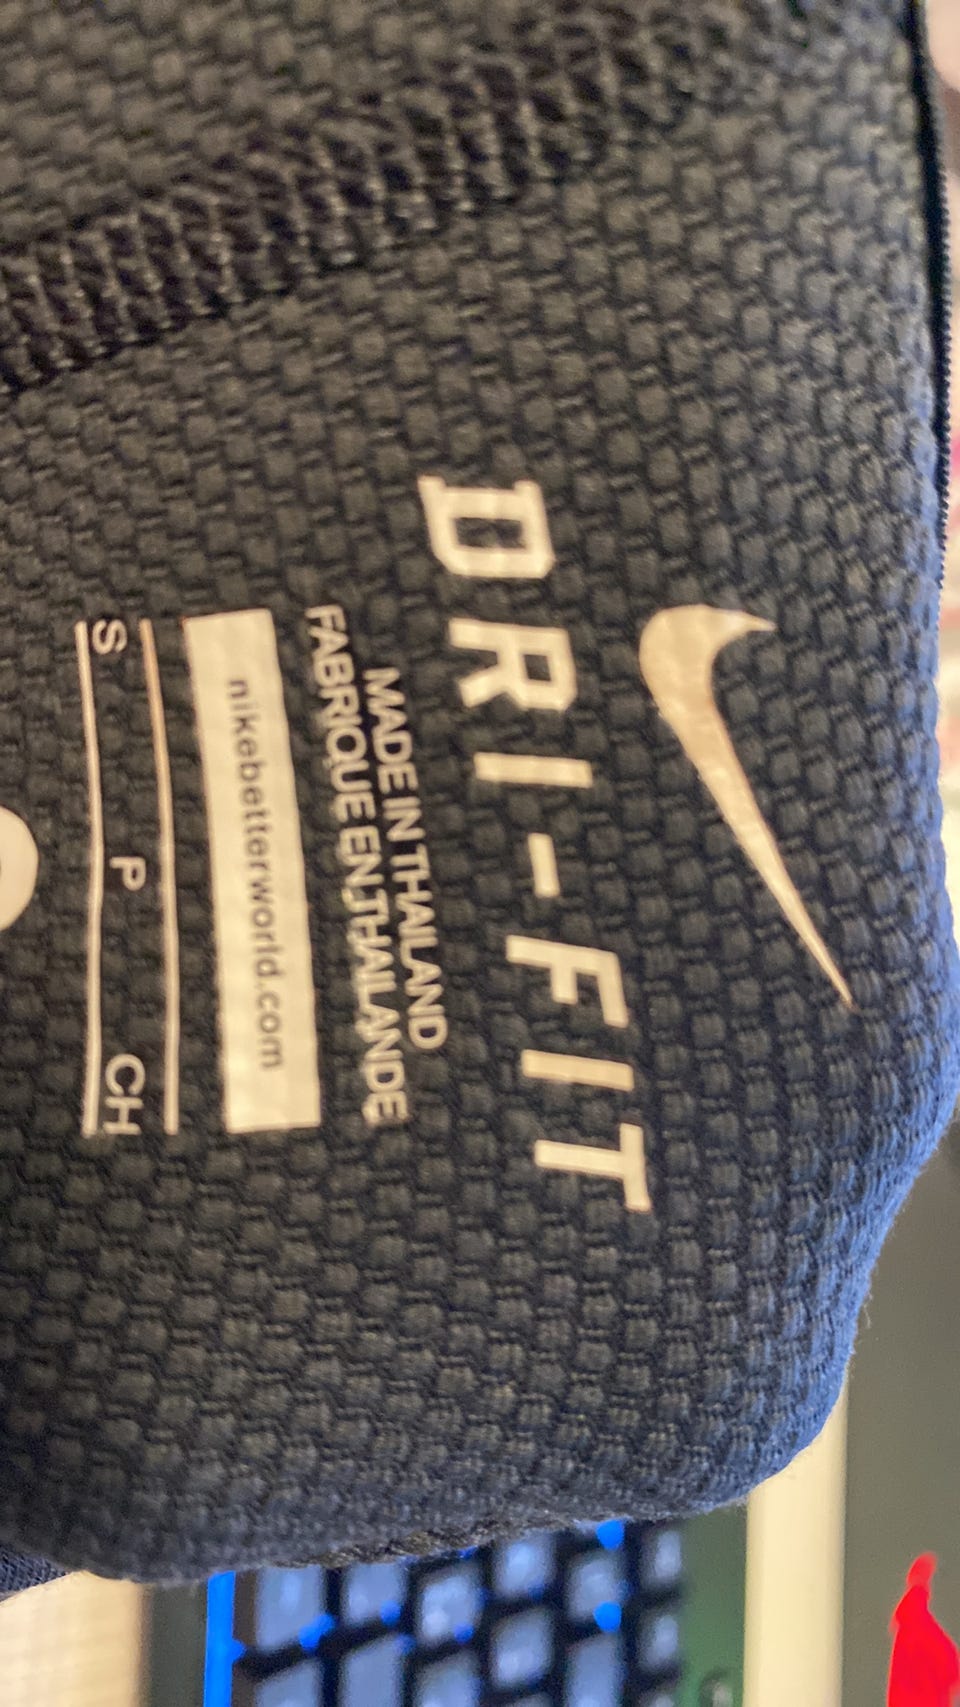 DRI-FIT
MADE IN THAILAND
FABRIQUE EN THAILANDE
nikebetterworld.com
S P CH